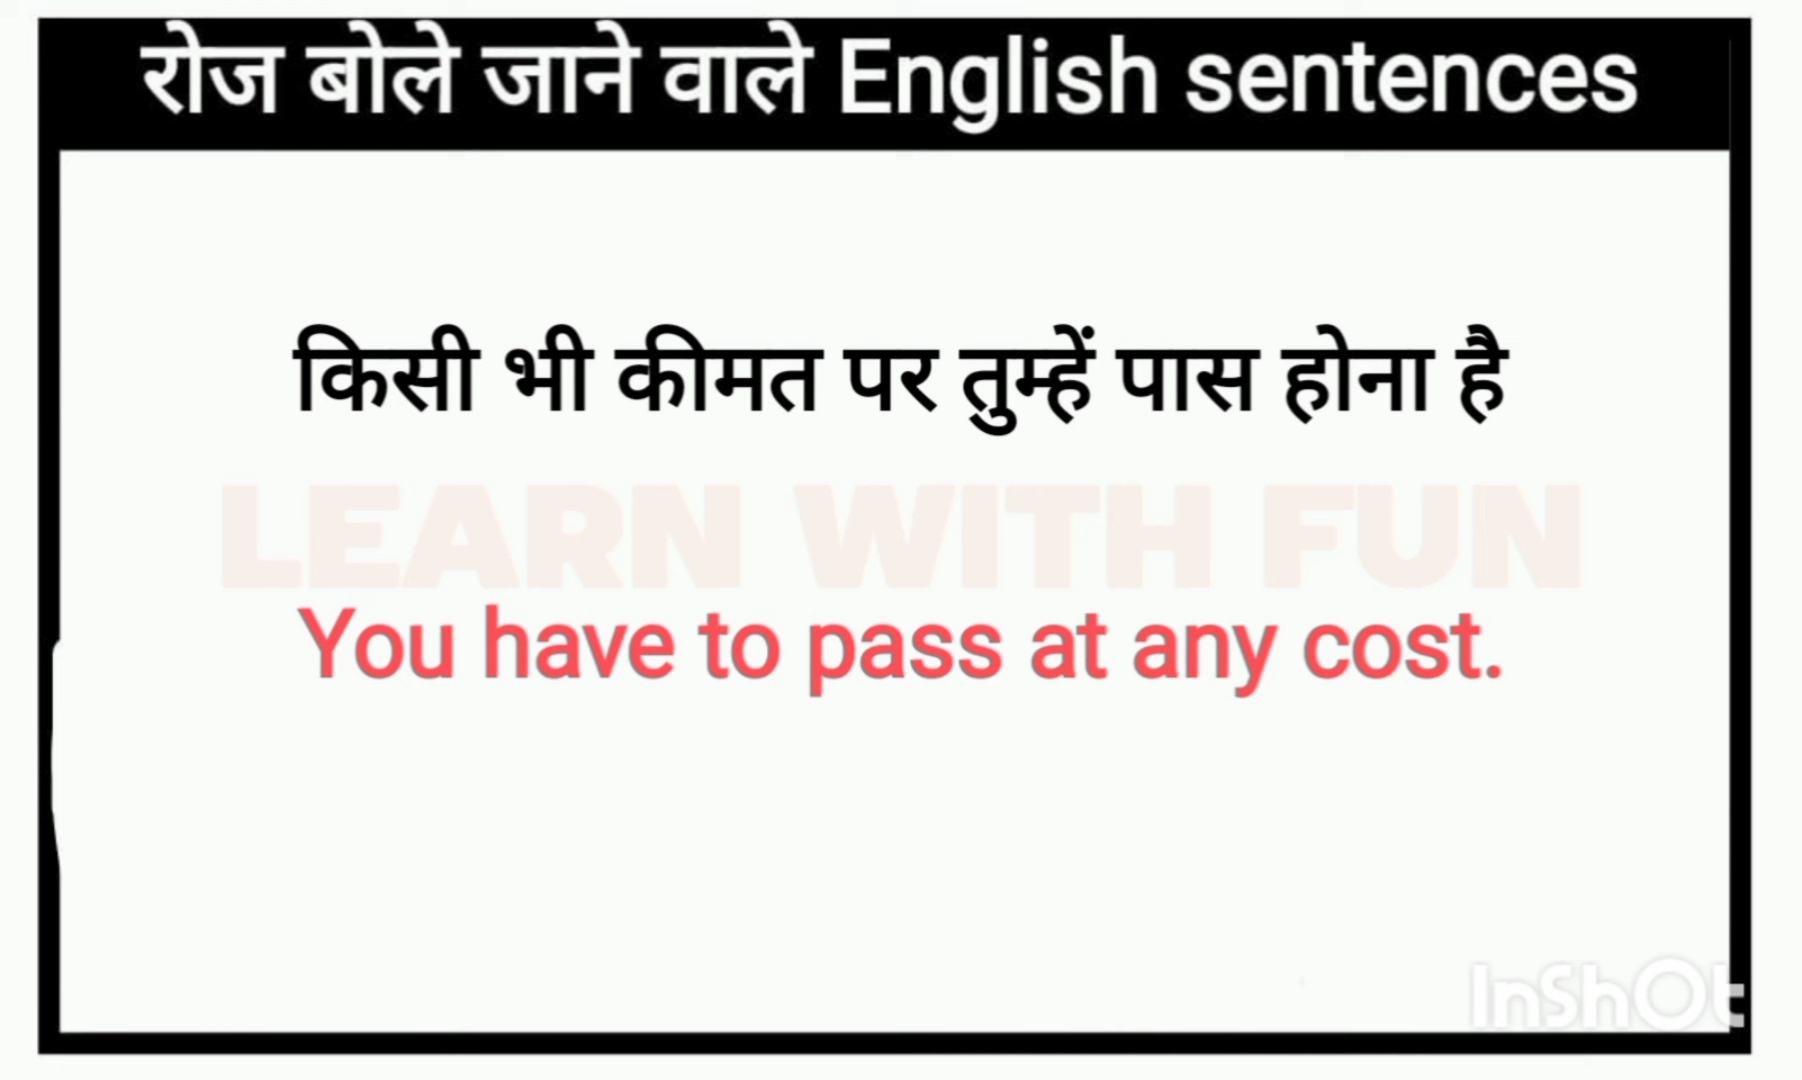 रोज बोले जाने वाले English sentences
किसी भी कीमत पर तुम्हें पास होना है
LEARN WITH FUN
You have to pass at any cost.
InShOt